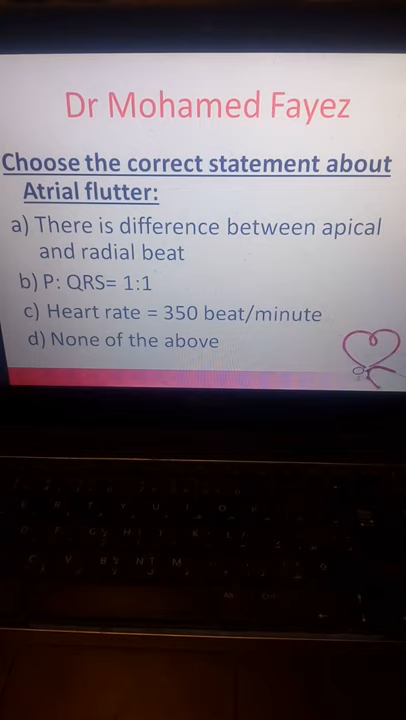 Dr Mohamed Fayez
Choose the correct statement about
Atrial flutter:
a) There is difference between apical
and radial beat
b) P: QRS= 1:1
c) Heart rate = 350 beat/minute
d) None of the above